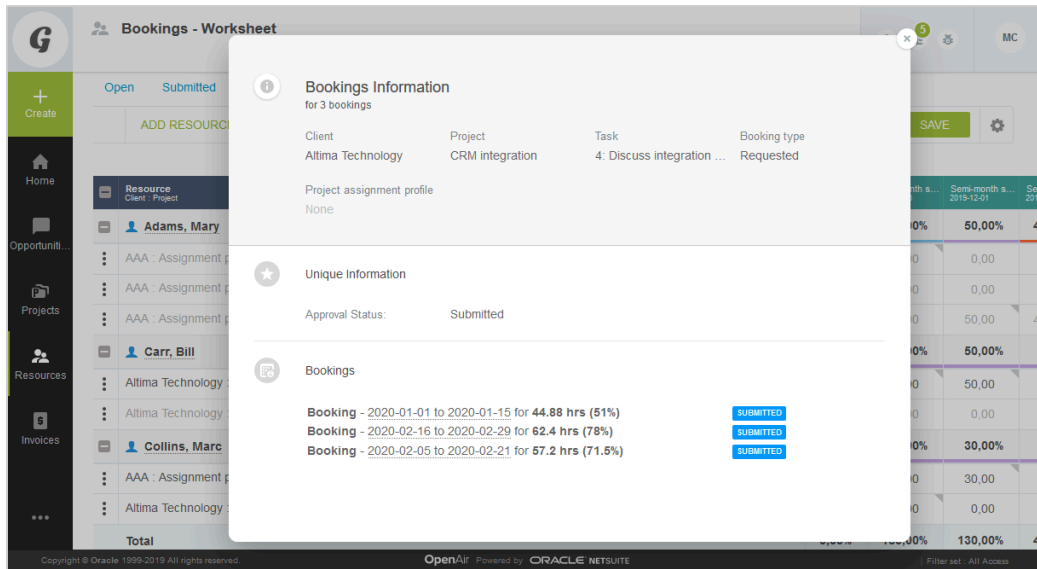 G
Bookings - Worksheet
5
MC
Open Submitted
Create
ADD RESOURC
SAVE
Home
Opportuniti...
Projects
Resources
Invoices
Resource
Client : Project
Semi-month s...
2019-12-01
Adams, Mary
50,00%
AAA : Assignment p
0,00
AAA : Assignment p
0,00
AAA : Assignment p
50,00
Carr, Bill
50,00%
Altima Technology :
50,00
Altima Technology :
0,00
Collins, Marc
30,00%
AAA : Assignment p
30,00
Altima Technology :
0,00
Total
130,00%
Bookings Information
for 3 bookings
Client Project Task Booking type
Altima Technology CRM integration 4: Discuss integration ... Requested
Project assignment profile
None
Unique Information
Approval Status: Submitted
Bookings
Booking - 2020-01-01 to 2020-01-15 for 44.88 hrs (51%) SUBMITTED
Booking - 2020-02-16 to 2020-02-29 for 62.4 hrs (78%) SUBMITTED
Booking - 2020-02-05 to 2020-02-21 for 57.2 hrs (71.5%) SUBMITTED
Copyright © Oracle 1999-2019 All rights reserved.
OpenAir Powered by ORACLE NETSUITE
Filter set : All Access